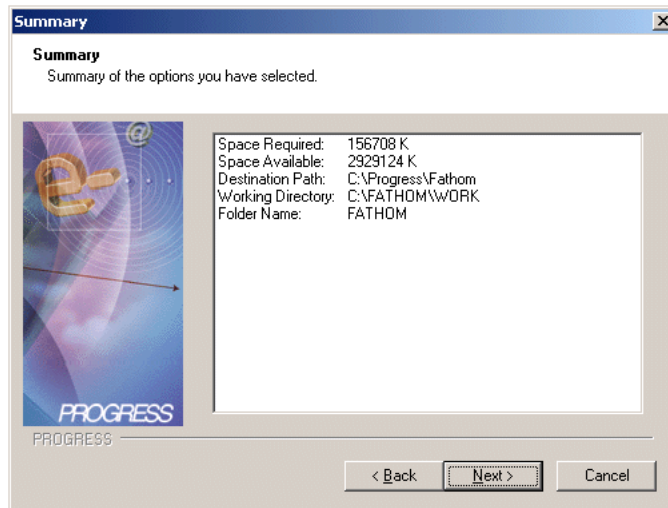 Summary
Summary
Summary of the options you have selected.
@
e-
Space Required: 156708 K
Space Available: 2929124 K
Destination Path: C:\Progress\Fathom
Working Directory: C:\FATHOM\WORK
Folder Name: FATHOM
PROGRESS
PROGRESS
< Back
Next >
Cancel